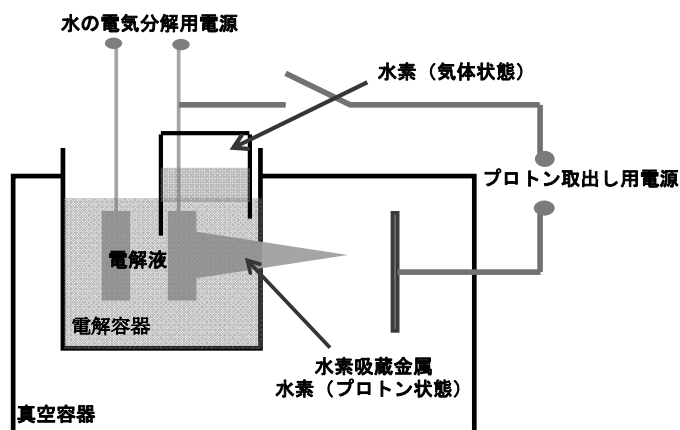 水の電気分解用電源
水素（気体状態）
プロトン取出し用電源
電解液
電解容器
水素吸蔵金属
水素（プロトン状態）
真空容器